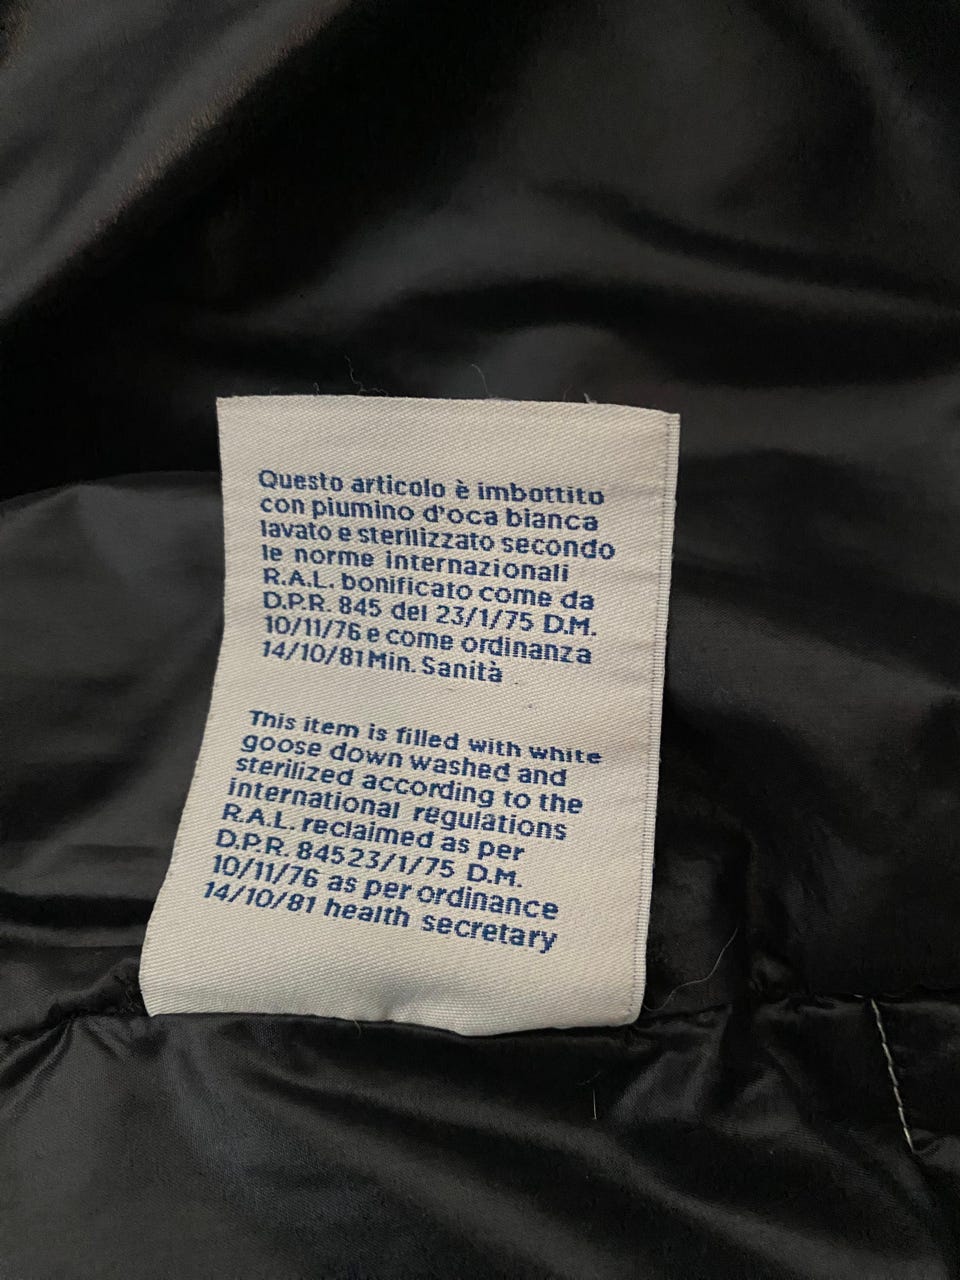 Questo articolo è imbottito
con piumino d'oca bianca
lavato e sterilizzato secondo
le norme internazionali
R.A.L. bonificato come da
D.P.R. 845 del 23/1/75 D.M.
10/11/76 e come ordinanza
14/10/81 Min. Sanità
This item is filled with white
goose down washed and
sterilized according to the
international regulations
R.A.L. reclaimed as per
D.P.R. 84523/1/75 D.M.
10/11/76 as per ordinance
14/10/81 health secretary